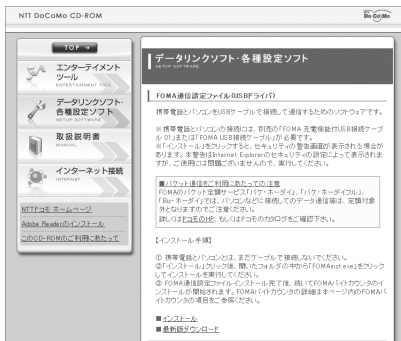 NTT DoCoMo CD-ROM
DoCoMo
TOP
エンターテイメント
ツール
ENTERTAINMENT TOOL
データリンクソフト・
各種設定ソフト
SETUP SOFTWARE
取扱説明書
MANUAL
インターネット接続
INTERNET
NTTドコモ ホームページ
Adobe Readerのインストール
このCD-ROMのご利用にあたって
データリンクソフト・各種設定ソフト
SETUP SOFTWARE
FOMA通信設定ファイル(USBドライバ)
携帯電話とパソコンをUSBケーブルで接続して通信するためのソフトウェアです。
※携帯電話とパソコンの接続には、別売の「FOMA 充電機能付USB接続ケーブ
ル 01」または「FOMA USB接続ケーブル」が必要です。
※「インストール」をクリックすると、セキュリティの警告画面が表示される場合が
あります。本警告はInternet Explorerのセキュリティの設定によって表示されま
すが、ご使用には問題ございませんので、実行してください。
■パケット通信をご利用にあたっての注意
FOMAのパケット定額サービス「パケ・ホーダイ」、「パケ・ホーダイフル」、
「Biz・ホーダイ」では、パソコンなどに接続してのデータ通信等は、定額対象
外となりますのでご注意ください。
詳しくはドコモのHP、もしくはドコモのカタログをご確認下さい。
【インストール手順】
① 携帯電話とパソコンとは、まだケーブルで接続しないでください。
②「インストール」クリック後、開いたフォルダの中から「FOMAinst.exe」をクリック
してインストールを実行してください。
③ FOMA通信設定ファイルインストール完了後、続いてFOMAバイトカウンタのイ
ンストールが開始されます。FOMAバイトカウンタの詳細は本ページ内のFOMAバ
イトカウンタの項目をご参照ください。
■インストール
■最新版ダウンロード